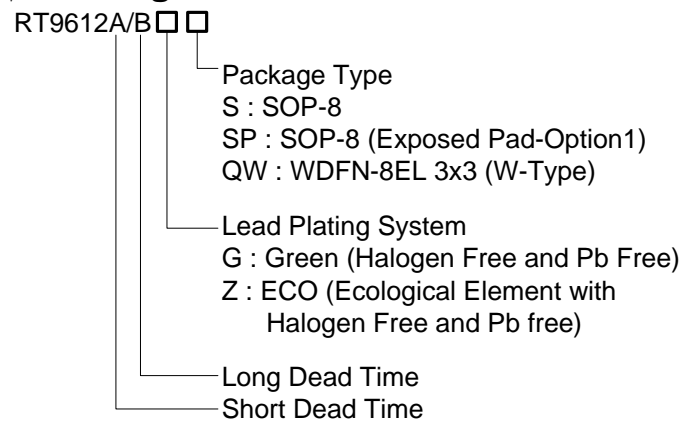 RT9612A/B
Package Type
S : SOP-8
SP : SOP-8 (Exposed Pad-Option1)
QW : WDFN-8EL 3x3 (W-Type)
Lead Plating System
G : Green (Halogen Free and Pb Free)
Z : ECO (Ecological Element with
Halogen Free and Pb free)
Long Dead Time
Short Dead Time